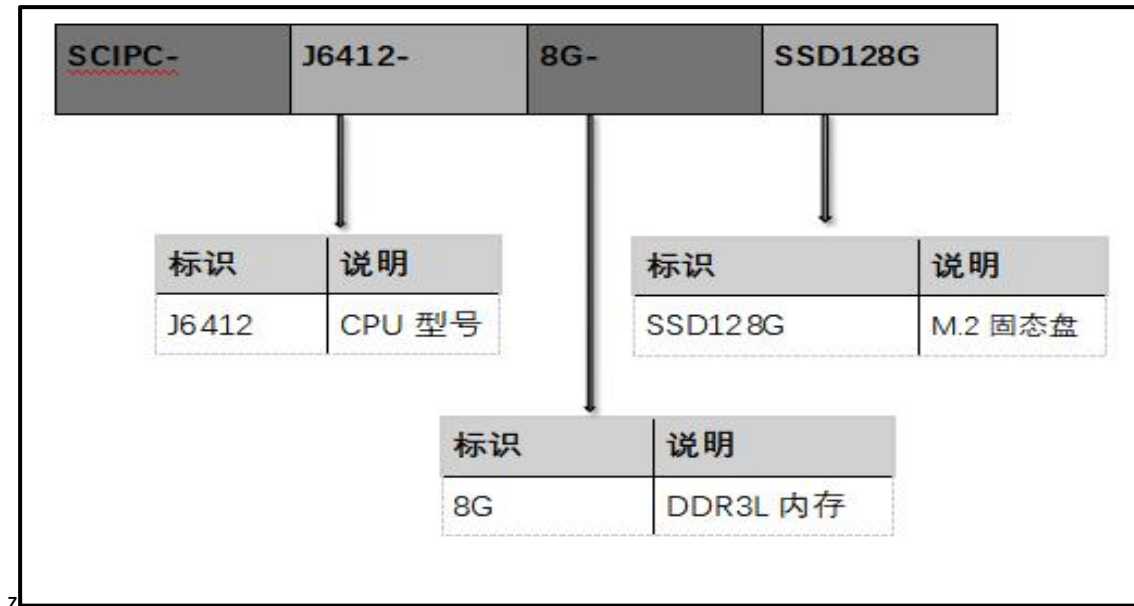 SCIPC- J6412- 8G- SSD128G
标识 说明
J6412 CPU 型号
标识 说明
SSD128G M.2 固态盘
标识 说明
8G DDR3L 内存
z